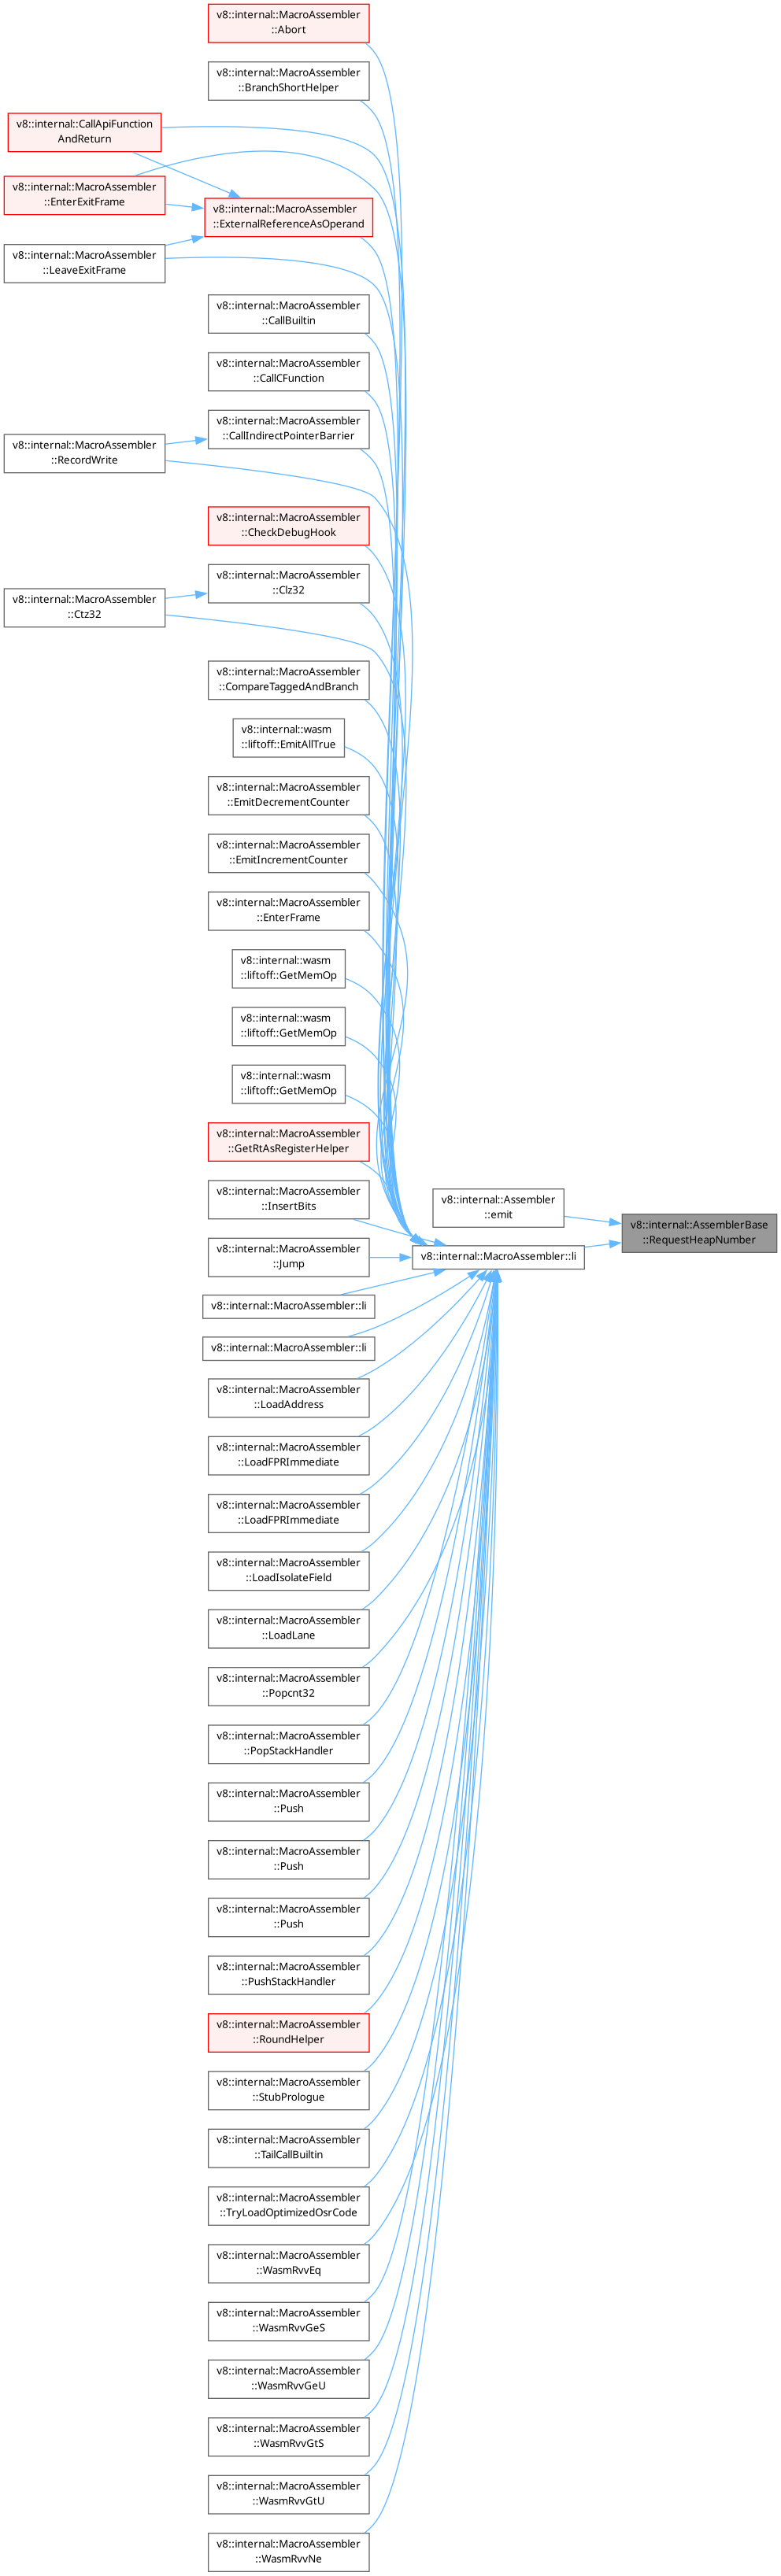 v8::internal::MacroAssembler
::Abort
v8::internal::MacroAssembler
::BranchShortHelper
v8::internal::CallApiFunction
AndReturn
v8::internal::MacroAssembler
::EnterExitFrame
v8::internal::MacroAssembler
::ExternalReferenceAsOperand
v8::internal::MacroAssembler
::LeaveExitFrame
v8::internal::MacroAssembler
::CallBuiltin
v8::internal::MacroAssembler
::CallCFunction
v8::internal::MacroAssembler
::CallIndirectPointerBarrier
v8::internal::MacroAssembler
::RecordWrite
v8::internal::MacroAssembler
::CheckDebugHook
v8::internal::MacroAssembler
::Clz32
v8::internal::MacroAssembler
::Ctz32
v8::internal::MacroAssembler
::CompareTaggedAndBranch
v8::internal::wasm
::liftoff::EmitAllTrue
v8::internal::MacroAssembler
::EmitDecrementCounter
v8::internal::MacroAssembler
::EmitIncrementCounter
v8::internal::MacroAssembler
::EnterFrame
v8::internal::wasm
::liftoff::GetMemOp
v8::internal::wasm
::liftoff::GetMemOp
v8::internal::wasm
::liftoff::GetMemOp
v8::internal::MacroAssembler
::GetRtAsRegisterHelper
v8::internal::MacroAssembler
::InsertBits
v8::internal::Assembler
::emit
v8::internal::AssemblerBase
::RequestHeapNumber
v8::internal::MacroAssembler
::Jump
v8::internal::MacroAssembler::li
v8::internal::MacroAssembler::li
v8::internal::MacroAssembler::li
v8::internal::MacroAssembler
::LoadAddress
v8::internal::MacroAssembler
::LoadFPRImmediate
v8::internal::MacroAssembler
::LoadFPRImmediate
v8::internal::MacroAssembler
::LoadIsolateField
v8::internal::MacroAssembler
::LoadLane
v8::internal::MacroAssembler
::Popcnt32
v8::internal::MacroAssembler
::PopStackHandler
v8::internal::MacroAssembler
::Push
v8::internal::MacroAssembler
::Push
v8::internal::MacroAssembler
::Push
v8::internal::MacroAssembler
::PushStackHandler
v8::internal::MacroAssembler
::RoundHelper
v8::internal::MacroAssembler
::StubPrologue
v8::internal::MacroAssembler
::TailCallBuiltin
v8::internal::MacroAssembler
::TryLoadOptimizedOsrCode
v8::internal::MacroAssembler
::WasmRvvEq
v8::internal::MacroAssembler
::WasmRvvGeS
v8::internal::MacroAssembler
::WasmRvvGeU
v8::internal::MacroAssembler
::WasmRvvGtS
v8::internal::MacroAssembler
::WasmRvvGtU
v8::internal::MacroAssembler
::WasmRvvNe